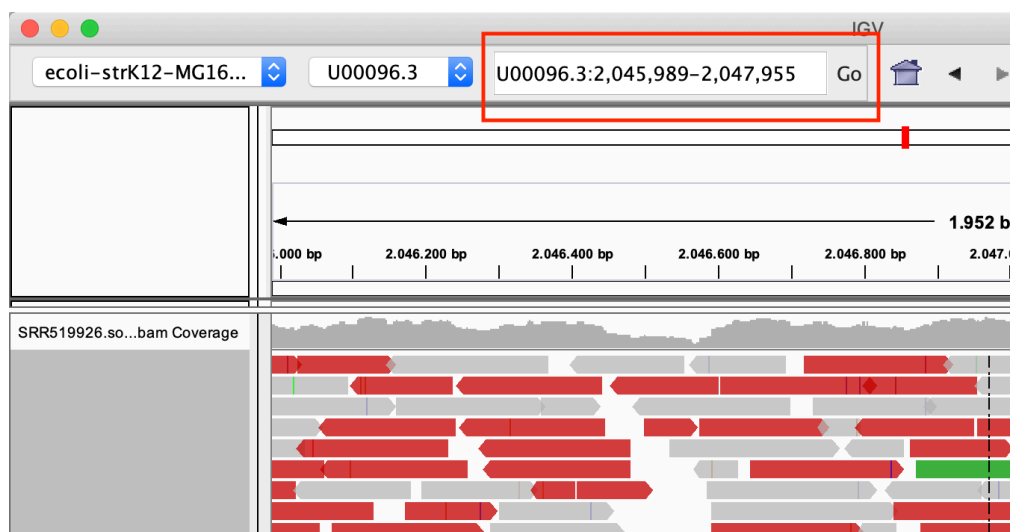 IGV
ecoli-strK12-MG16... U00096.3 U00096.3:2,045,989-2,047,955 Go
1.952 b
.000 bp 2.046.200 bp 2.046.400 bp 2.046.600 bp 2.046.800 bp 2.047.
SRR519926.so...bam Coverage